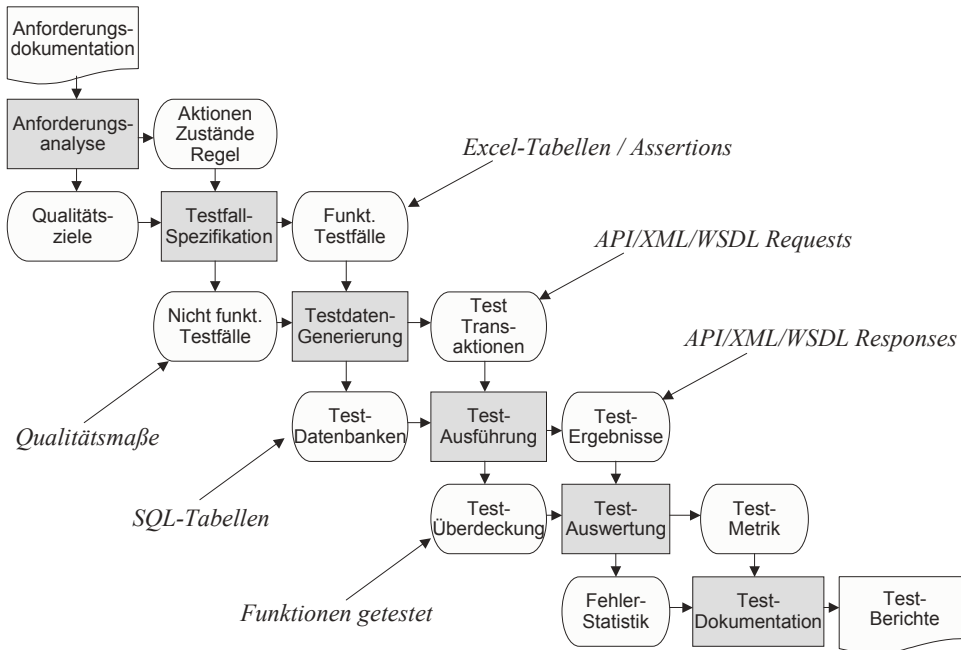 Anforderungs-
dokumentation
Anforderungs-
analyse
Aktionen
Zustände
Regel
Excel-Tabellen / Assertions
Qualitäts-
ziele
Testfall-
Spezifikation
Funkt.
Testfälle
API/XML/WSDL Requests
Nicht funkt.
Testfälle
Testdaten-
Generierung
Test
Trans-
aktionen
API/XML/WSDL Responses
Qualitätsmaße
Test-
Datenbanken
Test-
Ausführung
Test-
Ergebnisse
SQL-Tabellen
Test-
Überdeckung
Test-
Auswertung
Test-
Metrik
Funktionen getestet
Fehler-
Statistik
Test-
Dokumentation
Test-
Berichte